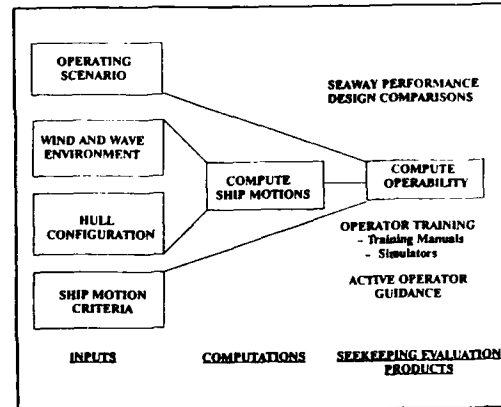 OPERATING
SCENARIO
WIND AND WAVE
ENVIRONMENT
HULL
CONFIGURATION
SHIP MOTION
CRITERIA
INPUTS
COMPUTE
SHIP MOTIONS
COMPUTATIONS
SEAWAY PERFORMANCE
DESIGN COMPARISONS
COMPUTE
OPERABILITY
OPERATOR TRAINING
- Training Manuals
- Simulators
ACTIVE OPERATOR
GUIDANCE
SEEKEEPING EVALUATION
PRODUCTS